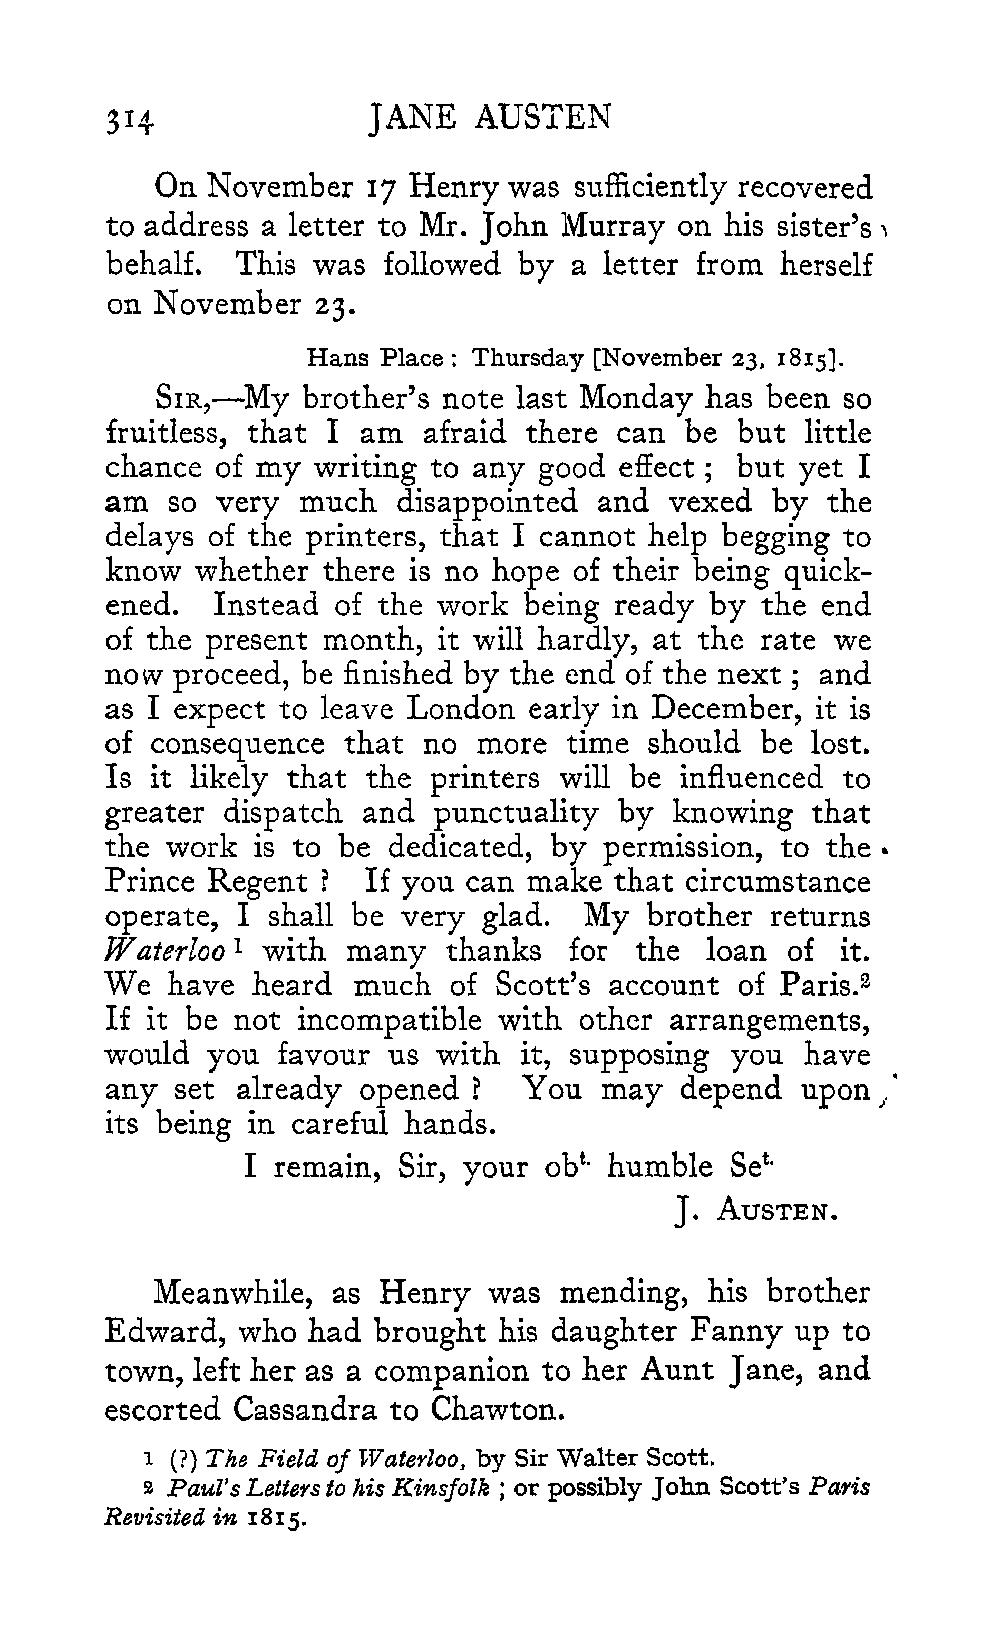 314 JANE AUSTEN
On November 17 Henry was sufficiently recovered
to address a letter to Mr. John Murray on his sister's
behalf. This was followed by a letter from herself
on November 23.
Hans Place: Thursday [November 23, 1815].
SIR,—My brother's note last Monday has been so
fruitless, that I am afraid there can be but little
chance of my writing to any good effect; but yet I
am so very much disappointed and vexed by the
delays of the printers, that I cannot help begging to
know whether there is no hope of their being quick-
ened. Instead of the work being ready by the end
of the present month, it will hardly, at the rate we
now proceed, be finished by the end of the next; and
as I expect to leave London early in December, it is
of consequence that no more time should be lost.
Is it likely that the printers will be influenced to
greater dispatch and punctuality by knowing that
the work is to be dedicated, by permission, to the
Prince Regent? If you can make that circumstance
operate, I shall be very glad. My brother returns
Waterloo¹ with many thanks for the loan of it.
We have heard much of Scott's account of Paris.²
If it be not incompatible with other arrangements,
would you favour us with it, supposing you have
any set already opened? You may depend upon
its being in careful hands.
I remain, Sir, your obᵗ· humble Seᵗ·
J. AUSTEN.
Meanwhile, as Henry was mending, his brother
Edward, who had brought his daughter Fanny up to
town, left her as a companion to her Aunt Jane, and
escorted Cassandra to Chawton.
1 (?) The Field of Waterloo, by Sir Walter Scott.
2 Paul's Letters to his Kinsfolk; or possibly John Scott's Paris
Revisited in 1815.